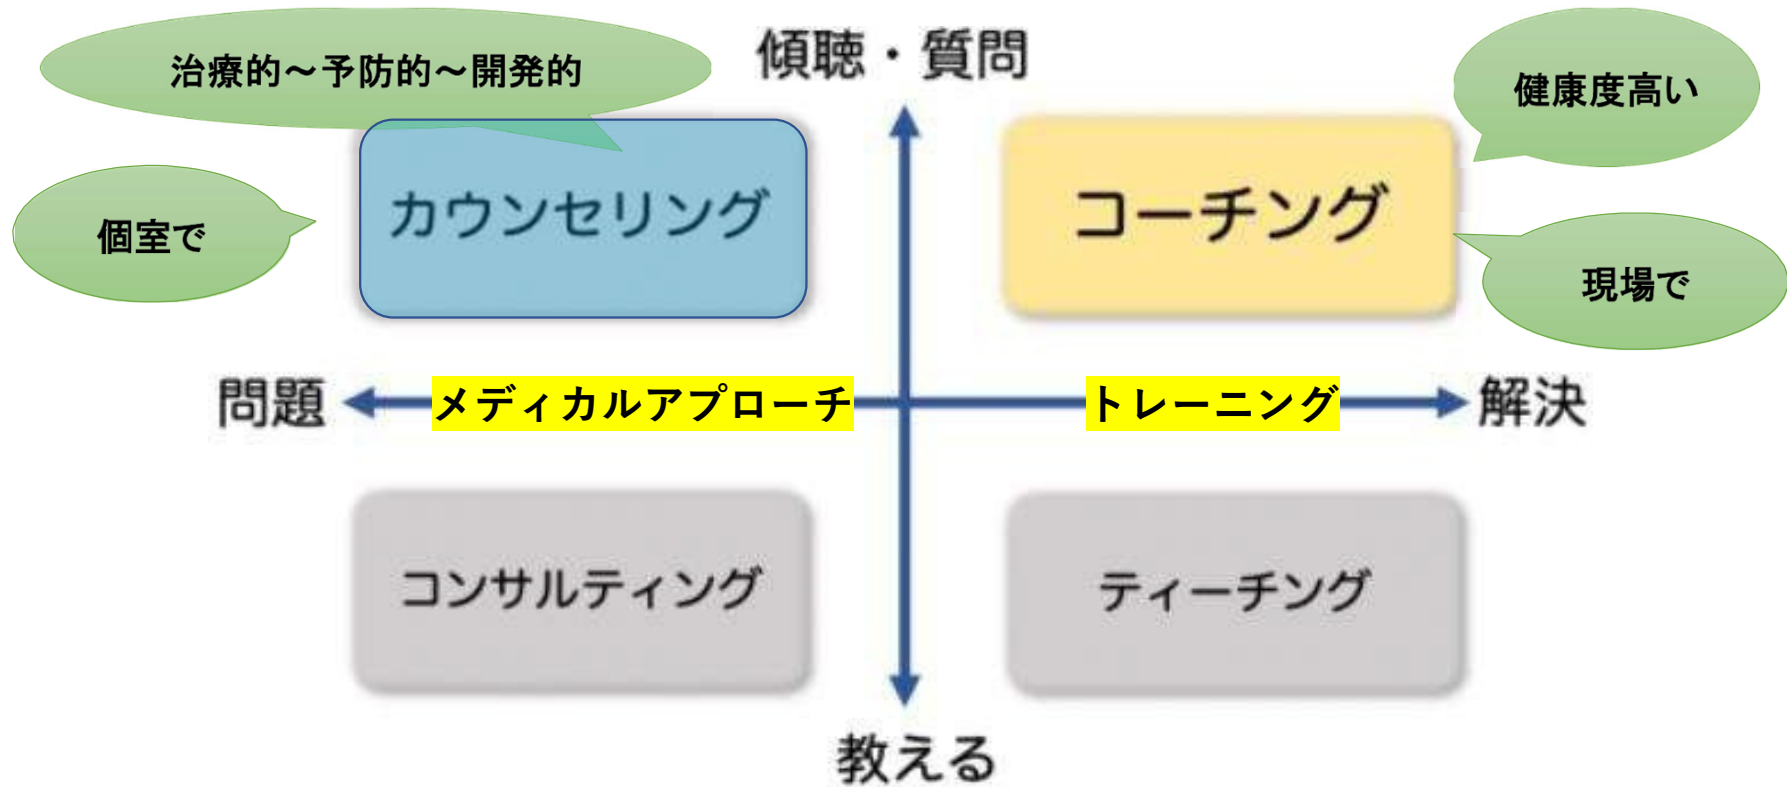 傾聴・質問
治療的～予防的～開発的
健康度高い
カウンセリング
コーチング
個室で
現場で
問題
メディカルアプローチ
トレーニング
解決
コンサルティング
ティーチング
教える